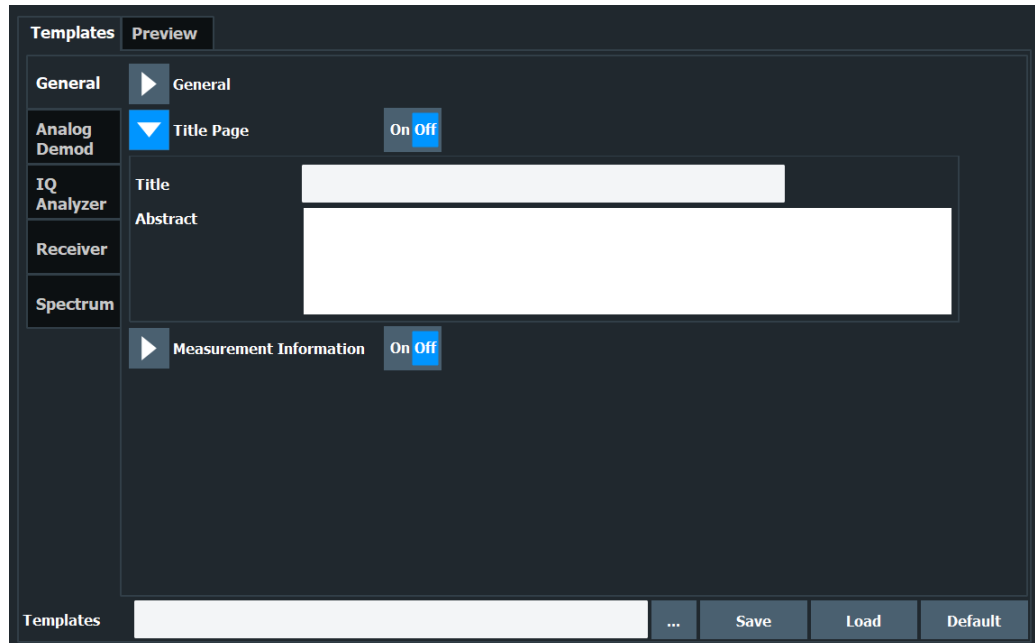 Templates Preview
General
General
Title Page On Off
Analog
Demod
Title
IQ
Analyzer
Abstract
Receiver
Spectrum
Measurement Information On Off
Templates ... Save Load Default